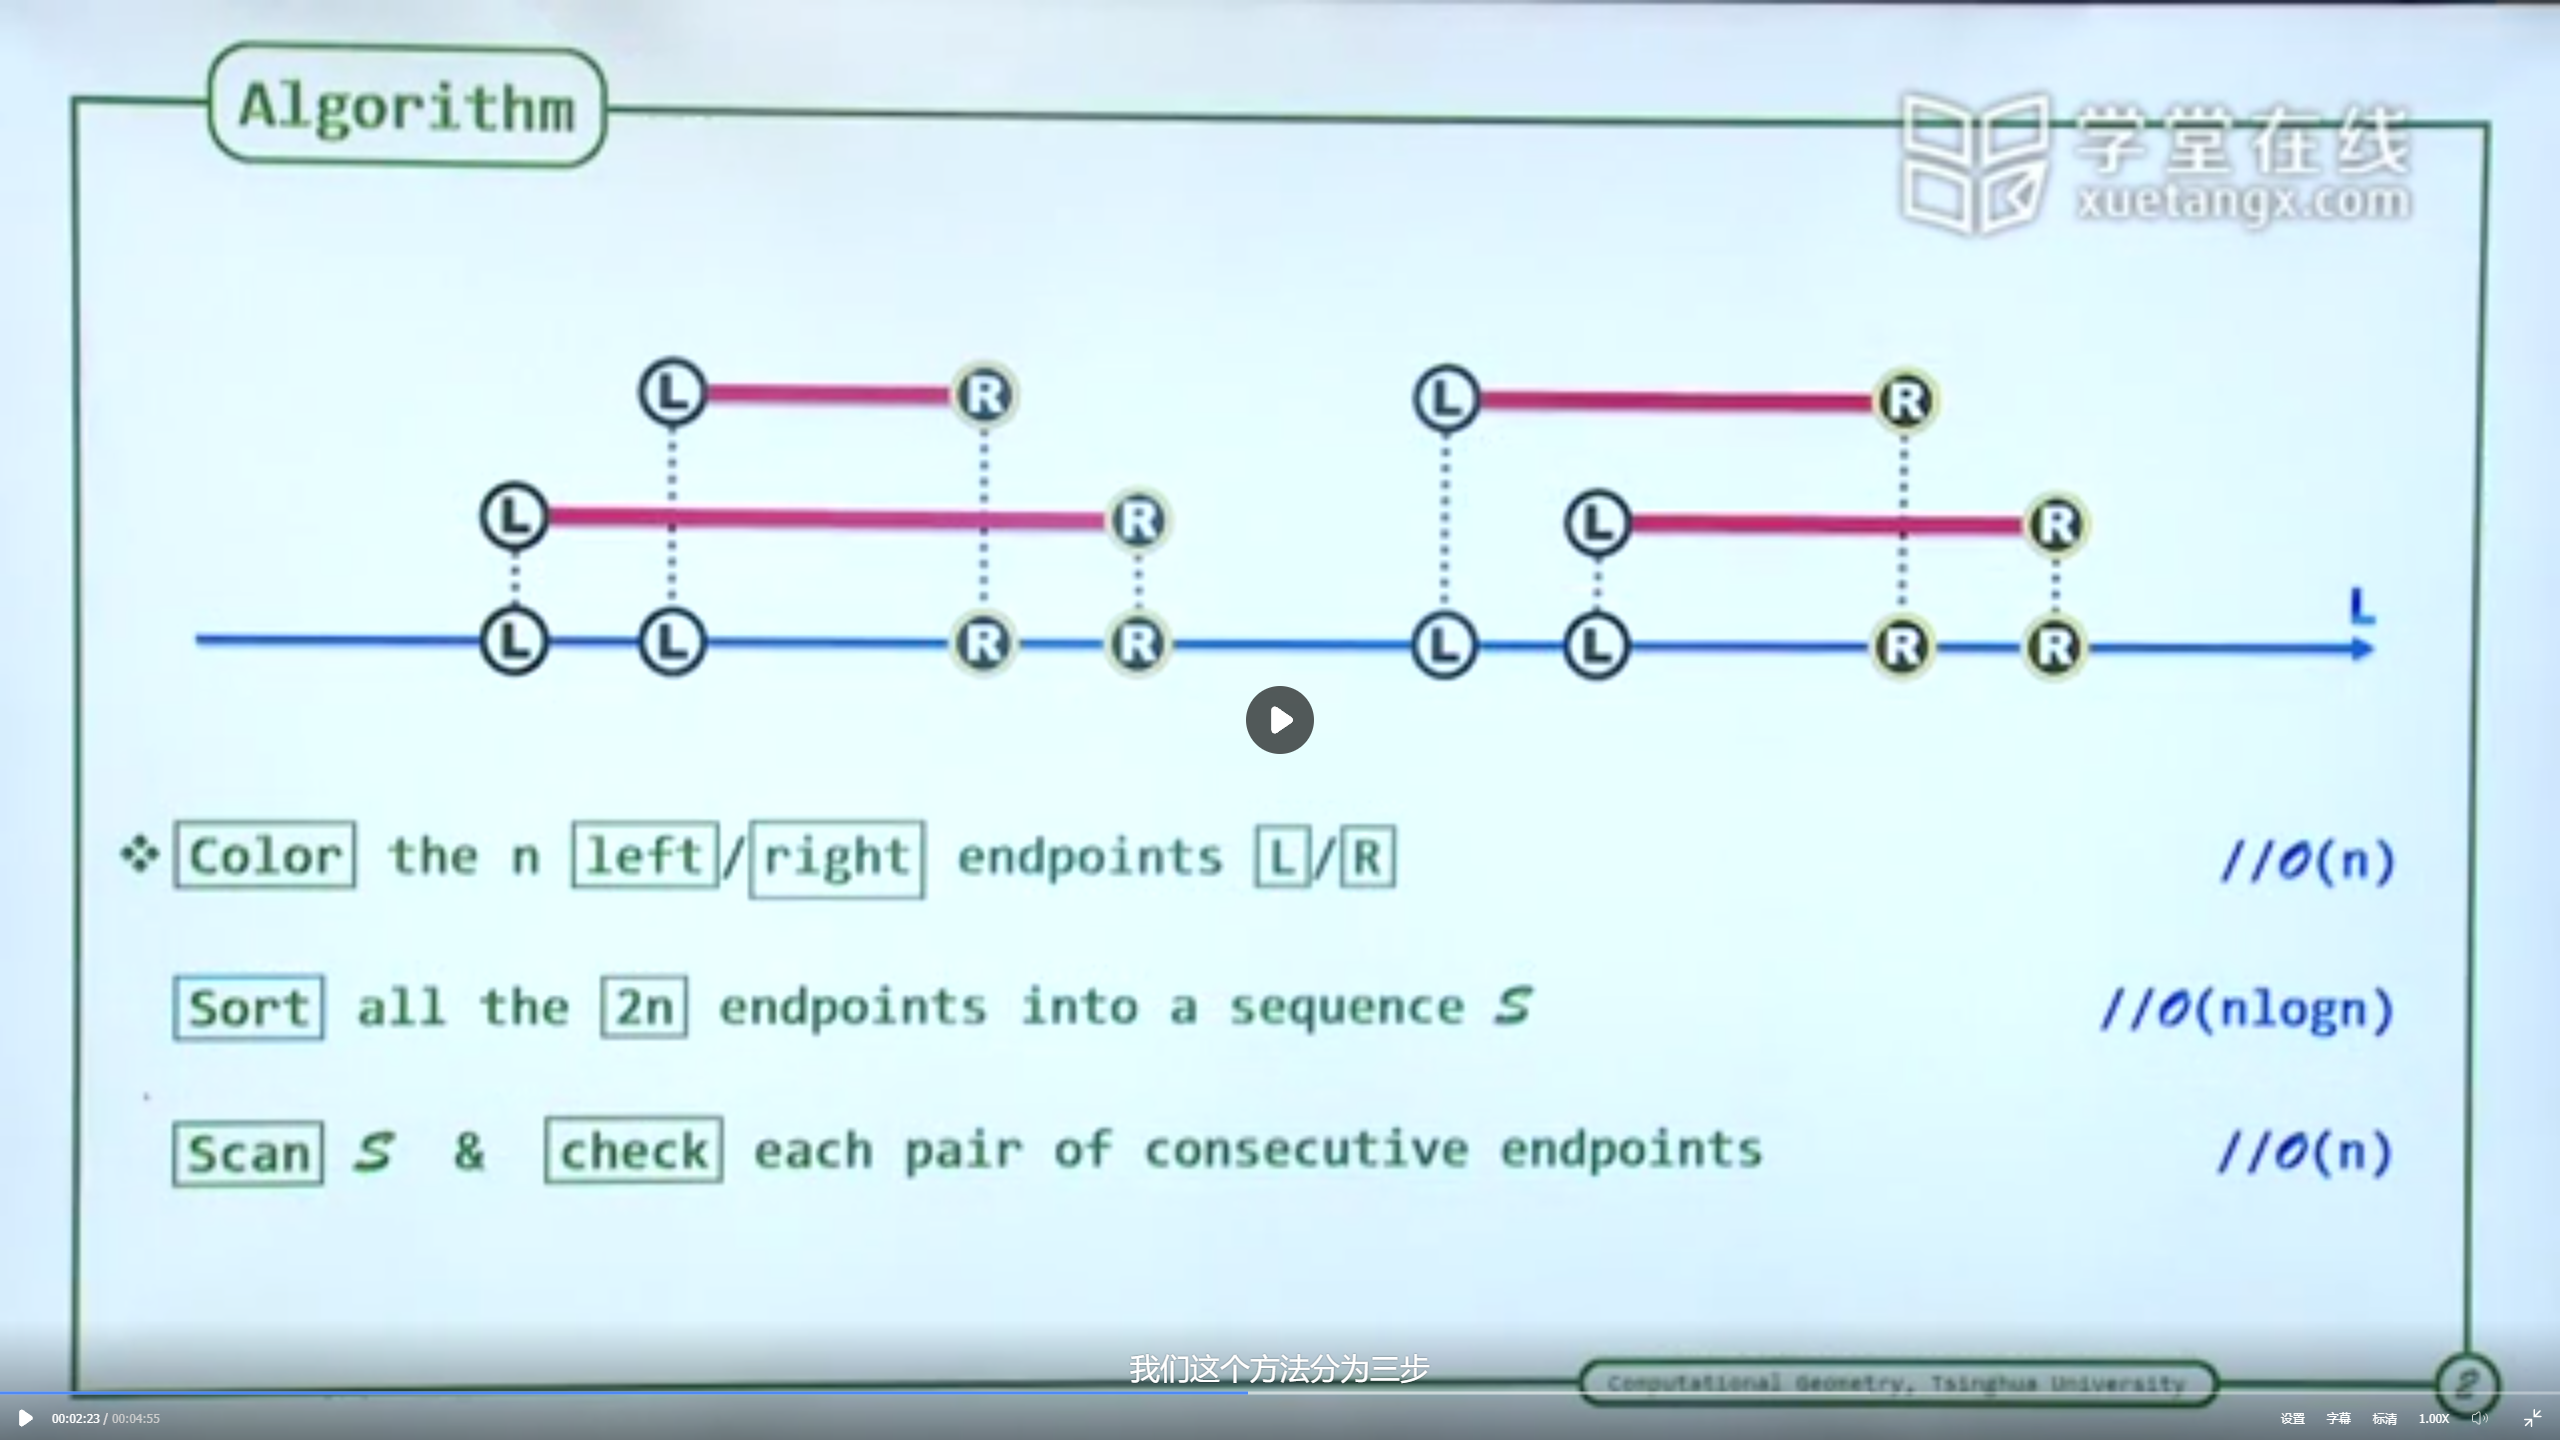 Algorithm
学堂在线
xuetangx.com
L R L R
L R L R
L
L L R R L L R R
❖ Color the n left/right endpoints L/R //O(n)
Sort all the 2n endpoints into a sequence S //O(nlogn)
Scan S & check each pair of consecutive endpoints //O(n)
我们这个方法分为三步
Computational Geometry, Tsinghua University 2
00:02:23 / 00:04:55 设置 字幕 标清 1.00X